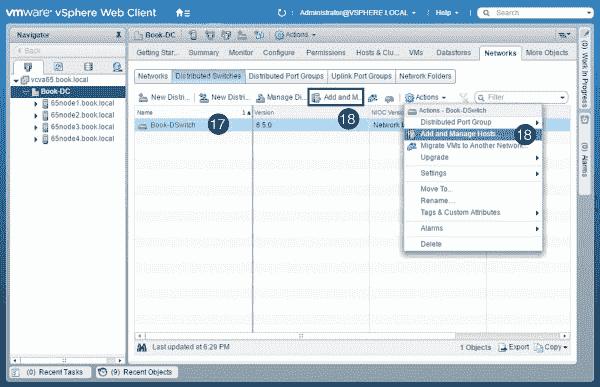 vmware® vSphere Web Client
Administrator@VSPHERE.LOCAL
Help
Search
Navigator
Back
vcva65.book.local
Book-DC
65node1.book.local
65node2.book.local
65node3.book.local
65node4.book.local
Book-DC
Actions
Getting Star...
Summary
Monitor
Configure
Permissions
Hosts & Clu...
VMs
Datastores
Networks
More Objects
Networks
Distributed Switches
Distributed Port Groups
Uplink Port Groups
Network Folders
New Distri...
New Distri...
Manage Di...
Add and M...
Actions
Filter
18
Name
1
Version
NIOC Versio
Book-DSwitch
17
6.5.0
Network
Actions - Book-DSwitch
Distributed Port Group
Add and Manage Hosts...
18
Migrate VMs to Another Network...
Upgrade
Settings
Move To...
Rename...
Tags & Custom Attributes
Alarms
Delete
Last updated at 6:29 PM
1 Objects
Export
Copy
(0) Work In Progress
(0) Alarms
(0) Recent Tasks
(9) Recent Objects